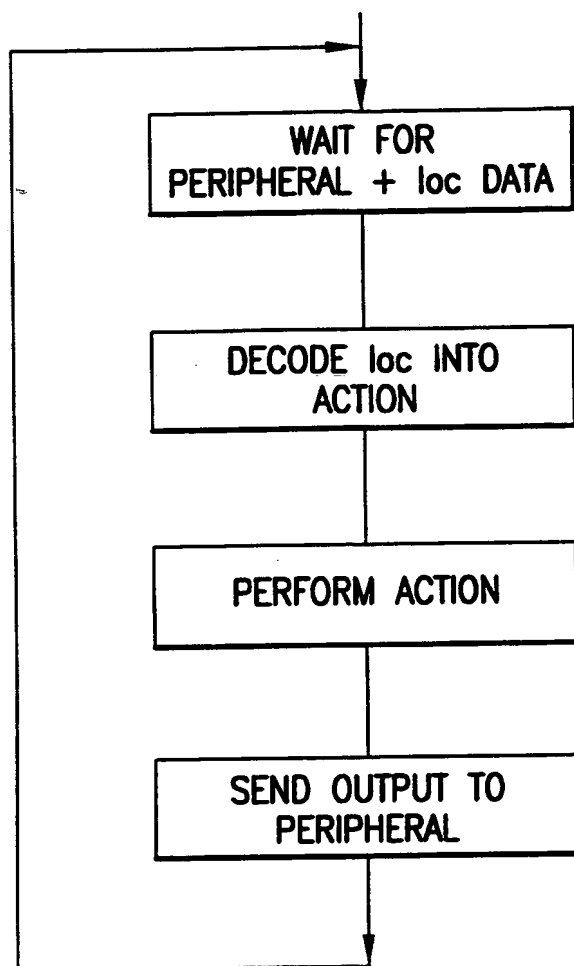 WAIT FOR
PERIPHERAL + loc DATA
DECODE loc INTO
ACTION
PERFORM ACTION
SEND OUTPUT TO
PERIPHERAL